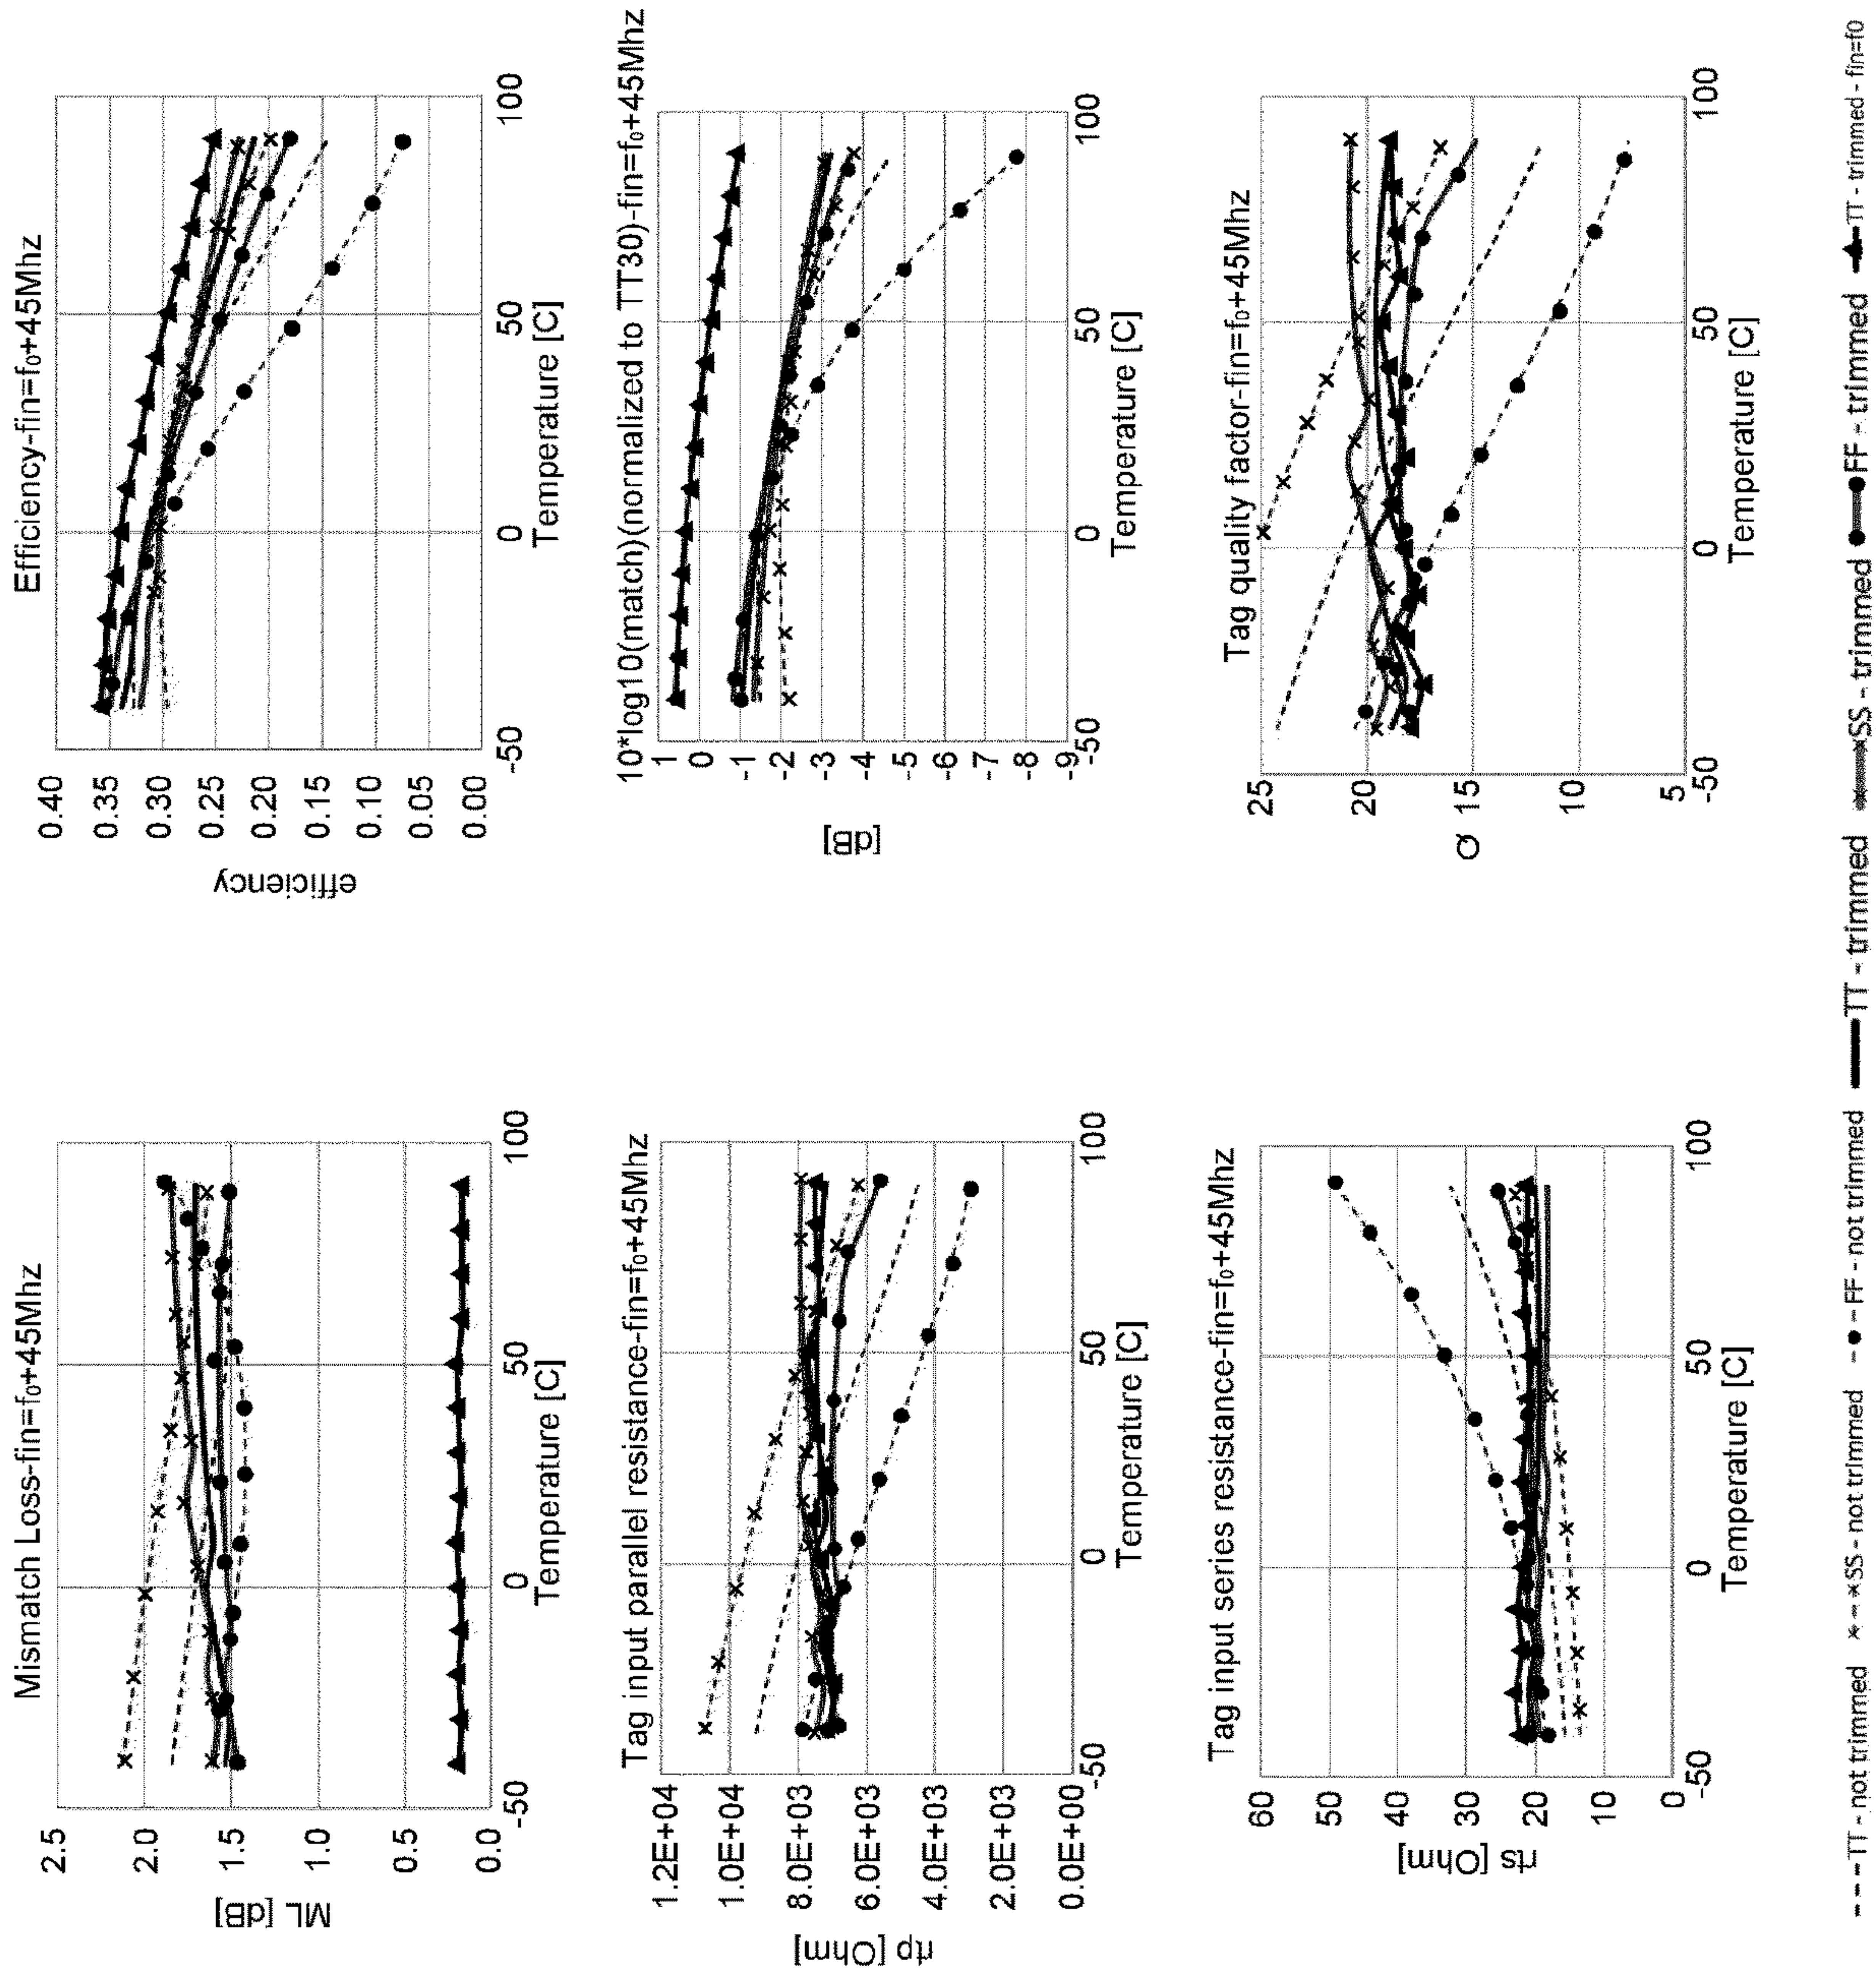 Mismatch Loss-fin=f₀+45Mhz
2.5
2.0
1.5
1.0
0.5
0.0
ML [dB]
-50
0
50
100
Temperature [C]
Efficiency-fin=f₀+45Mhz
0.40
0.35
0.30
0.25
0.20
0.15
0.10
0.05
0.00
efficiency
-50
0
50
100
Temperature [C]
Tag input parallel resistance-fin=f₀+45Mhz
1.2E+04
1.0E+04
8.0E+03
6.0E+03
4.0E+03
2.0E+03
0.0E+00
rtp [Ohm]
-50
0
50
100
Temperature [C]
10*log10(match)(normalized to TT30)-fin=f₀+45Mhz
1
0
-1
-2
-3
-4
-5
-6
-7
-8
-9
[dB]
-50
0
50
100
Temperature [C]
Tag input series resistance-fin=f₀+45Mhz
60
50
40
30
20
10
0
rts [Ohm]
-50
0
50
100
Temperature [C]
Tag quality factor-fin=f₀+45Mhz
25
20
15
10
5
Q
-50
0
50
100
Temperature [C]
TT - not trimmed
SS - not trimmed
FF - not trimmed
TT - trimmed
SS - trimmed
FF - trimmed
TT - trimmed - fin=f0